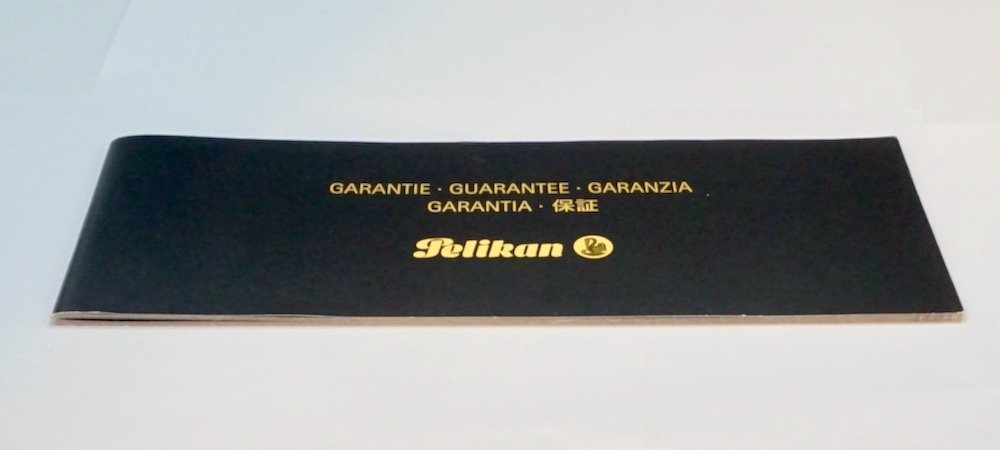 GARANTIE · GUARANTEE · GARANZIA
GARANTIA · 保証
Pelikan